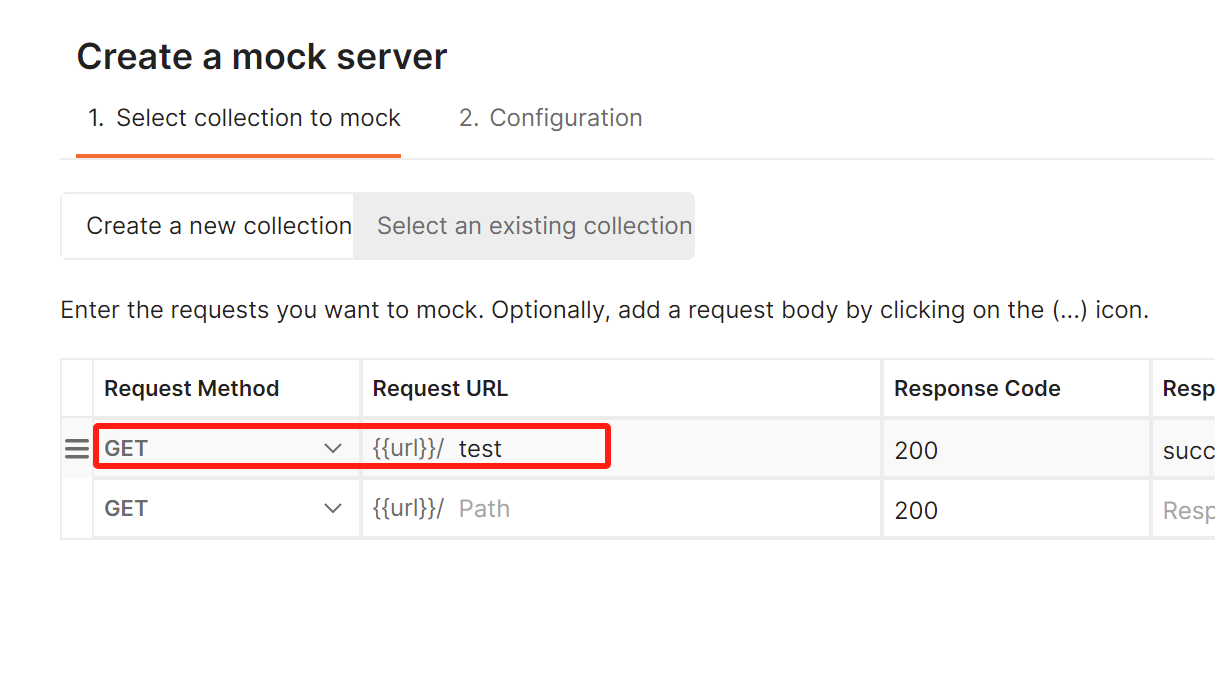 Create a mock server
1. Select collection to mock 2. Configuration
Create a new collection Select an existing collection
Enter the requests you want to mock. Optionally, add a request body by clicking on the (...) icon.
Request Method Request URL Response Code Resp
GET {{url}}/ test 200 succ
GET {{url}}/ Path 200 Resp